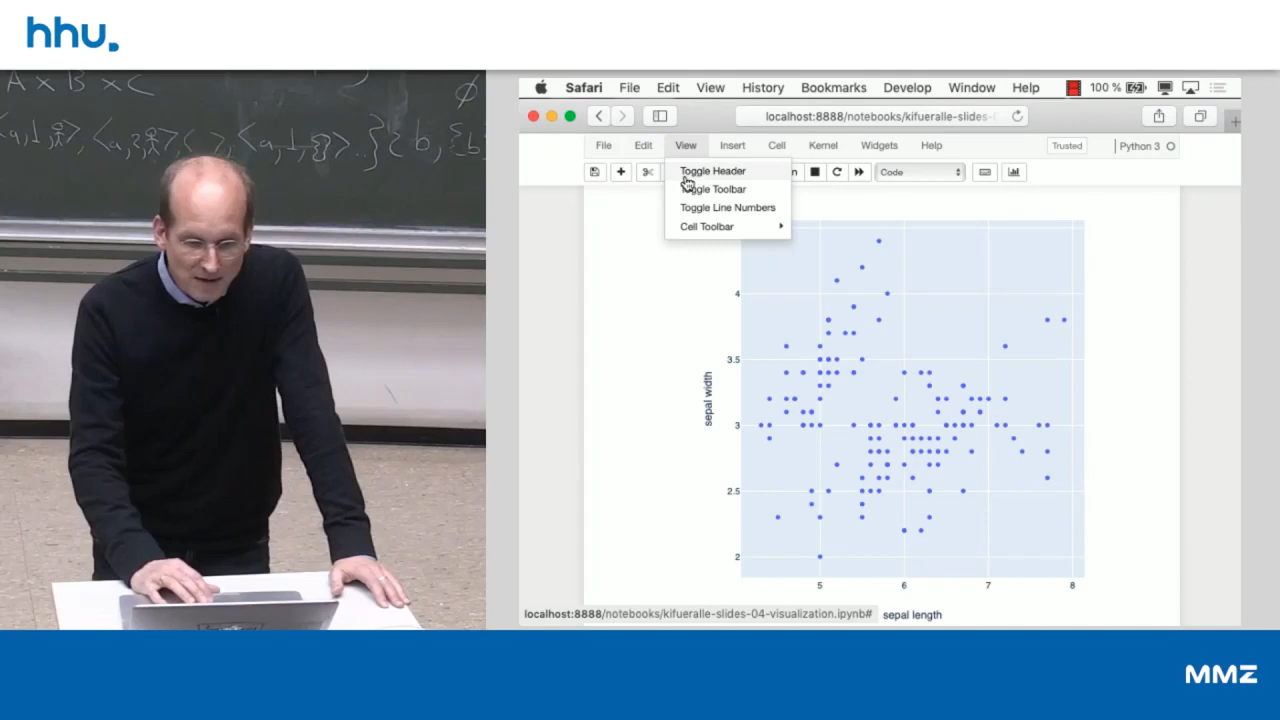 hhu.
A x B x C
Safari File Edit View History Bookmarks Develop Window Help 100 %
localhost:8888/notebooks/kifueralle-slides-
File Edit View Insert Cell Kernel Widgets Help Trusted Python 3
Code
Toggle Header
Toggle Toolbar
Toggle Line Numbers
Cell Toolbar
4
3.5
3
2.5
2
sepal width
5 6 7 8
sepal length
localhost:8888/notebooks/kifueralle-slides-04-visualization.ipynb#
MMZ